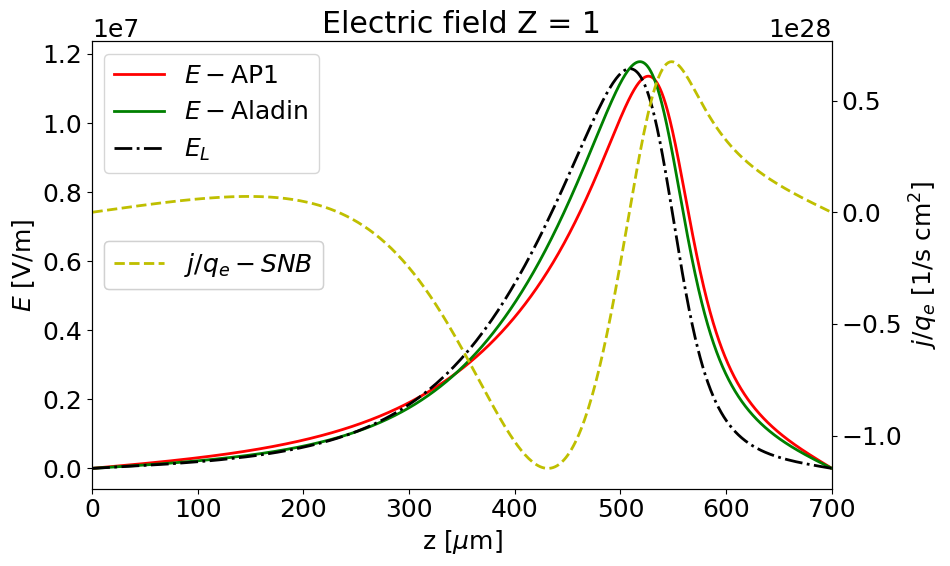 Electric field Z = 1
1e7
1e28
E − AP1
E − Aladin
E_L
j/q_e − SNB
1.2
1.0
0.8
0.6
0.4
0.2
0.0
E [V/m]
0.5
0.0
−0.5
−1.0
j/q_e [1/s cm²]
0 100 200 300 400 500 600 700
z [μm]